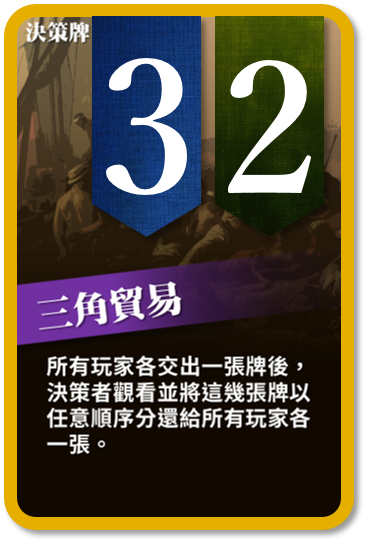 決策牌
3 2
三角貿易
所有玩家各交出一張牌後，
決策者觀看並將這幾張牌以
任意順序分還給所有玩家各
一張。